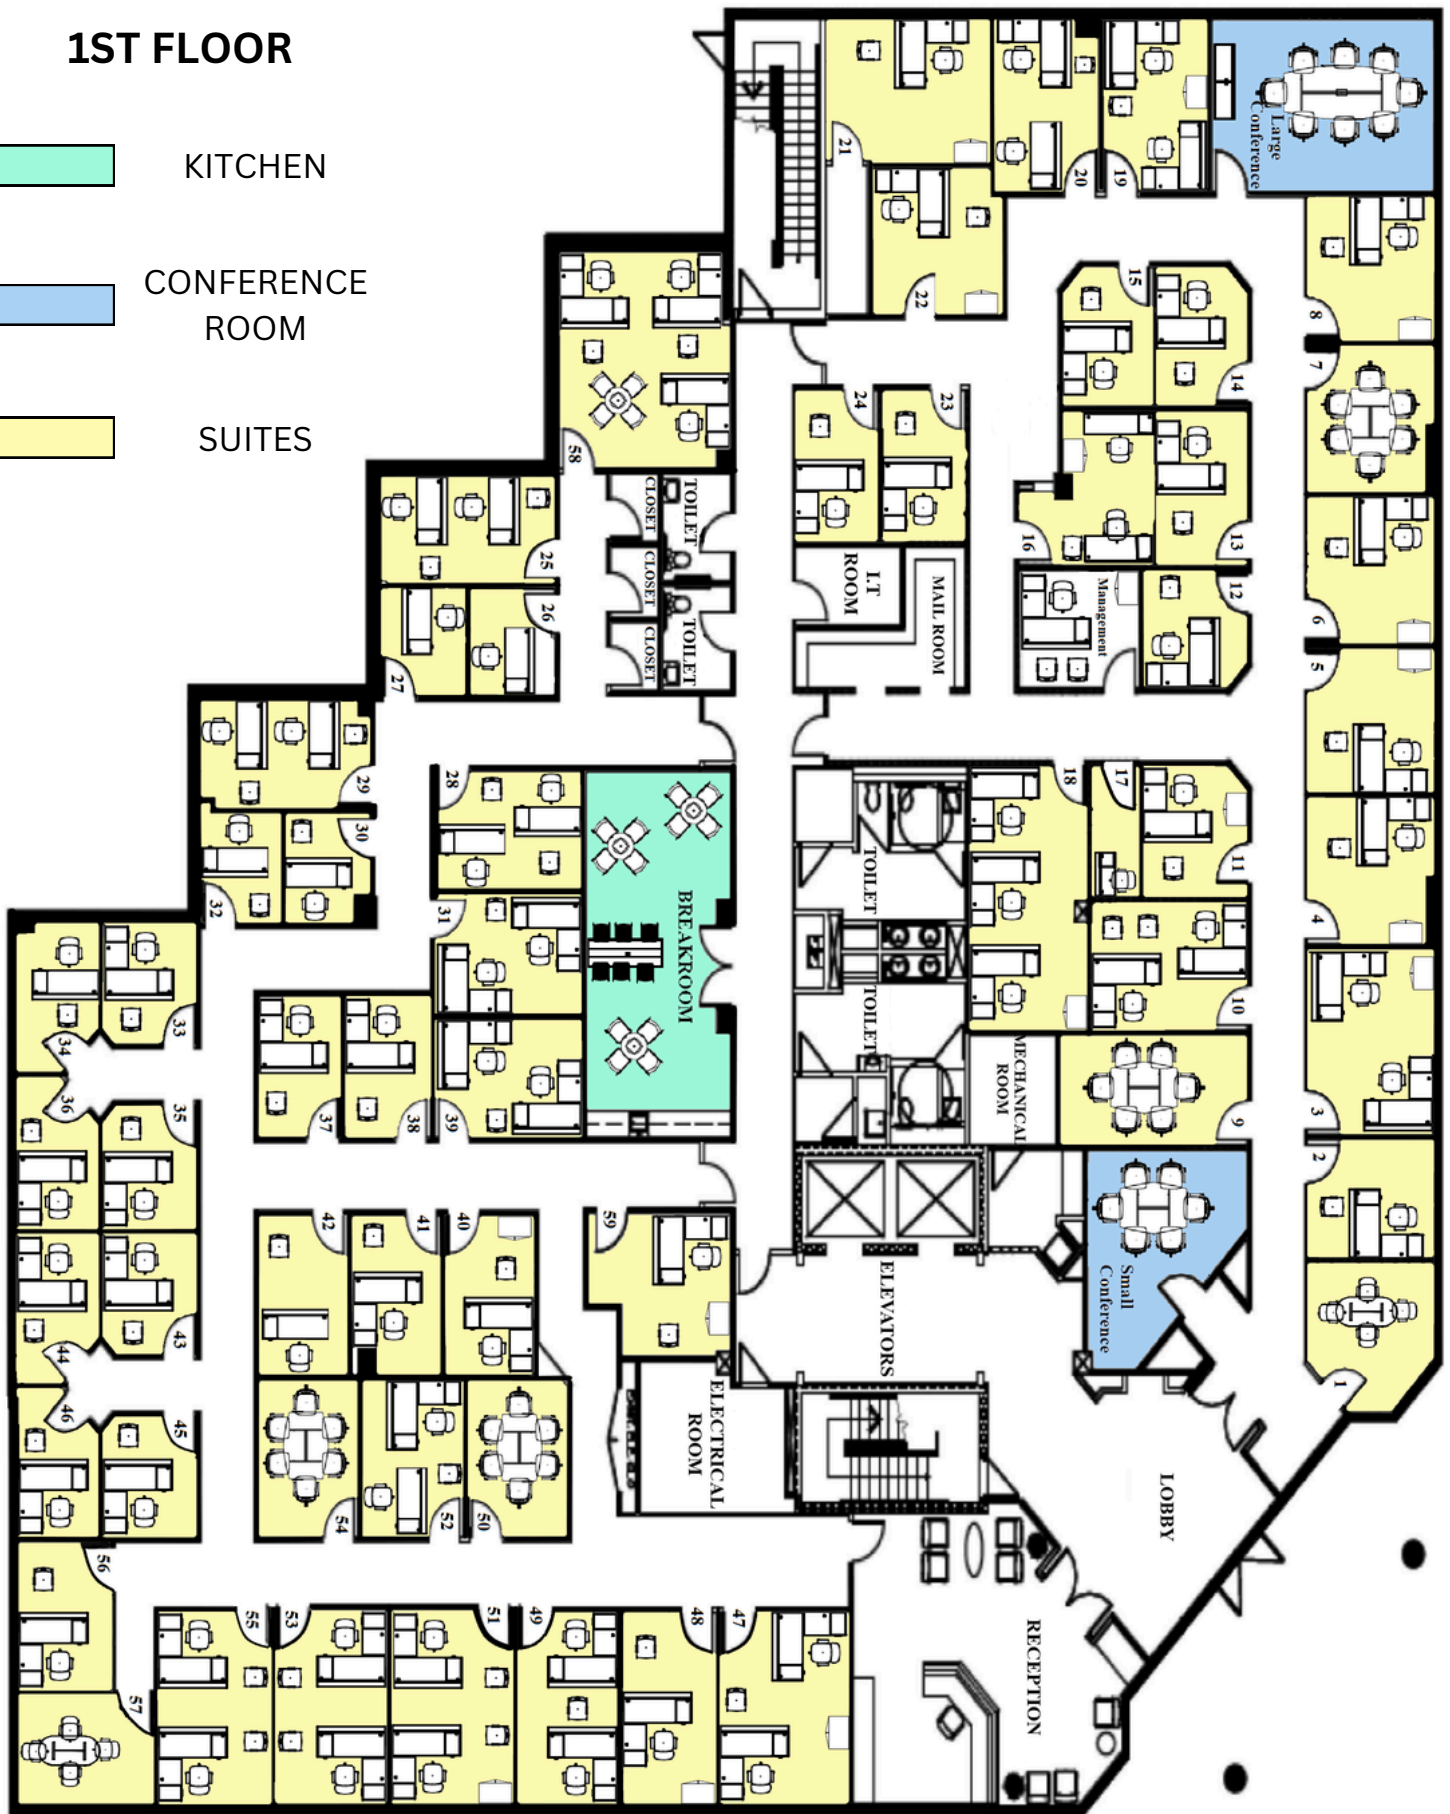 1ST FLOOR
KITCHEN
CONFERENCE
ROOM
SUITES
21
20
19
Large
Conference
22
15
14
8
7
24
23
58
16
13
12
6
5
CLOSET
TOILET
CLOSET
CLOSET
TOILET
I.T
ROOM
MAIL ROOM
Management
25
26
27
29
30
32
28
31
BREAKROOM
TOILET
TOILET
18
17
11
10
4
MECHANICAL
ROOM
9
3
2
33
34
36
35
37
38
39
42
41
40
59
ELEVATORS
Small
Conference
1
43
44
46
45
54
52
50
ELECTRICAL
ROOM
LOBBY
56
57
55
53
51
49
48
47
RECEPTION